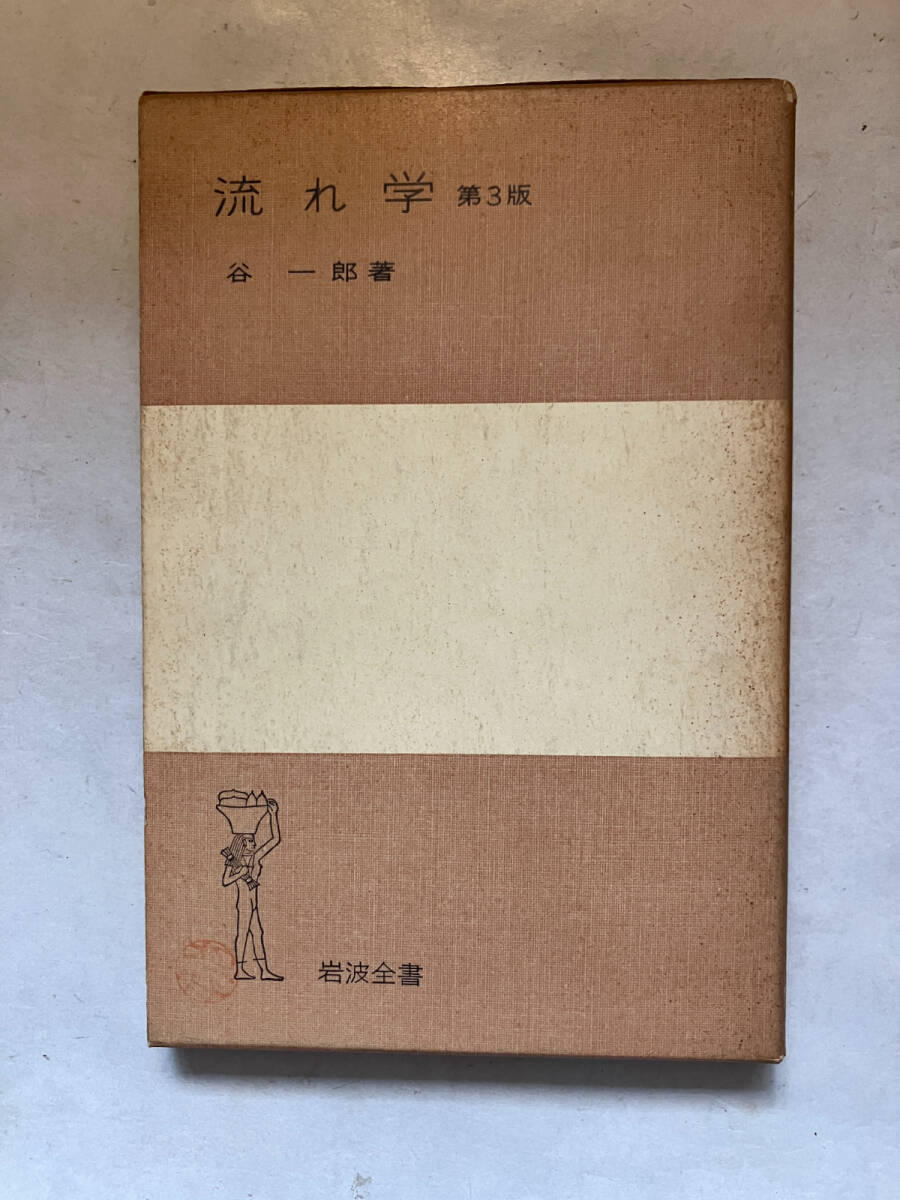 流れ学 第3版
谷 一郎著
岩波全書